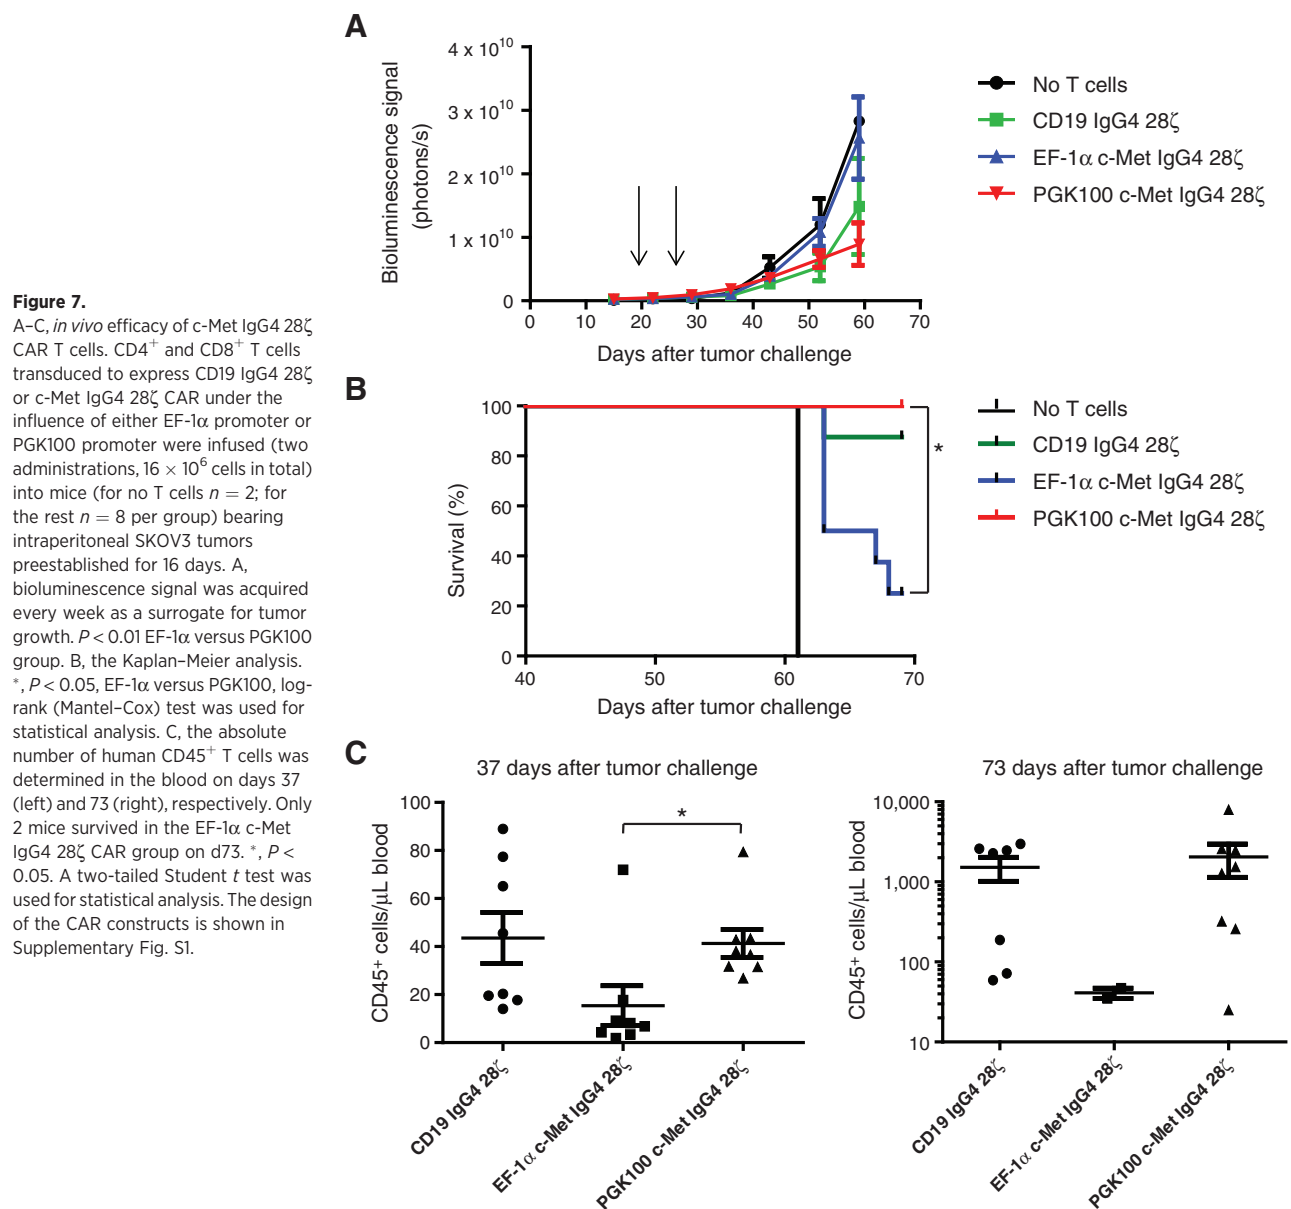 Figure 7.
A–C, in vivo efficacy of c-Met IgG4 28ζ
CAR T cells. CD4+ and CD8+ T cells
transduced to express CD19 IgG4 28ζ
or c-Met IgG4 28ζ CAR under the
influence of either EF-1α promoter or
PGK100 promoter were infused (two
administrations, 16 × 10⁶ cells in total)
into mice (for no T cells n = 2; for
the rest n = 8 per group) bearing
intraperitoneal SKOV3 tumors
preestablished for 16 days. A,
bioluminescence signal was acquired
every week as a surrogate for tumor
growth. P < 0.01 EF-1α versus PGK100
group. B, the Kaplan–Meier analysis.
*, P < 0.05, EF-1α versus PGK100, log-
rank (Mantel–Cox) test was used for
statistical analysis. C, the absolute
number of human CD45+ T cells was
determined in the blood on days 37
(left) and 73 (right), respectively. Only
2 mice survived in the EF-1α c-Met
IgG4 28ζ CAR group on d73. *, P <
0.05. A two-tailed Student t test was
used for statistical analysis. The design
of the CAR constructs is shown in
Supplementary Fig. S1.
A
Bioluminescence signal
(photons/s)
4 x 10¹⁰
3 x 10¹⁰
2 x 10¹⁰
1 x 10¹⁰
0
0 10 20 30 40 50 60 70
Days after tumor challenge
No T cells
CD19 IgG4 28ζ
EF-1α c-Met IgG4 28ζ
PGK100 c-Met IgG4 28ζ
B
Survival (%)
100
80
60
40
20
0
40 50 60 70
Days after tumor challenge
*
No T cells
CD19 IgG4 28ζ
EF-1α c-Met IgG4 28ζ
PGK100 c-Met IgG4 28ζ
C
37 days after tumor challenge
CD45+ cells/μL blood
100
80
60
40
20
0
*
CD19 IgG4 28ζ
EF-1α c-Met IgG4 28ζ
PGK100 c-Met IgG4 28ζ
73 days after tumor challenge
CD45+ cells/μL blood
10,000
1,000
100
10
CD19 IgG4 28ζ
EF-1α c-Met IgG4 28ζ
PGK100 c-Met IgG4 28ζ